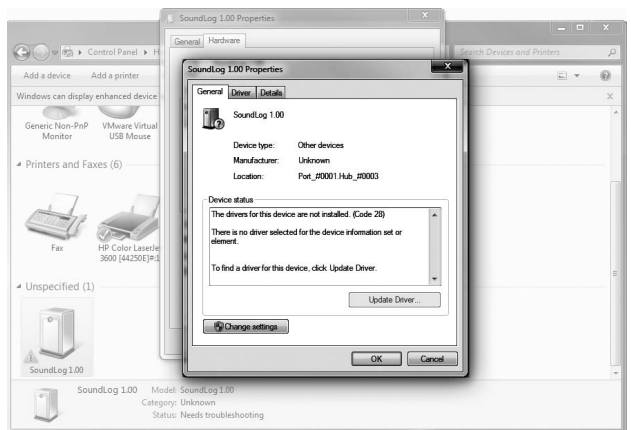 SoundLog 1.00 Properties
X
General Hardware
Control Panel ▸ H
Search Devices and Printers
Add a device Add a printer
Windows can display enhanced device
Generic Non-PnP Monitor
VMware Virtual USB Mouse
Printers and Faxes (6)
Fax
HP Color LaserJe
3600 [44250E]#:1
Unspecified (1)
SoundLog 1.00
SoundLog 1.00 Properties
General Driver Details
SoundLog 1.00
Device type: Other devices
Manufacturer: Unknown
Location: Port_#0001.Hub_#0003
Device status
The drivers for this device are not installed. (Code 28)
There is no driver selected for the device information set or
element.
To find a driver for this device, click Update Driver.
Update Driver...
Change settings
OK Cancel
SoundLog 1.00 Model: SoundLog 1.00
Category: Unknown
Status: Needs troubleshooting